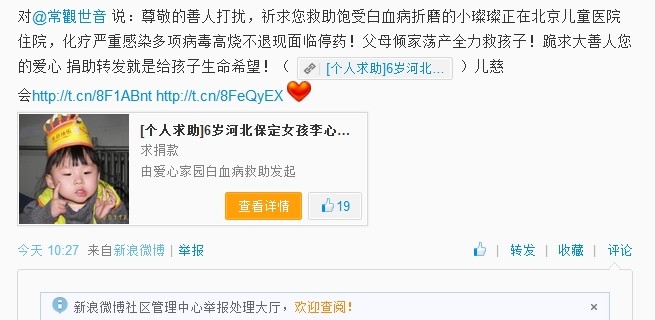 对@常觀世音 说：尊敬的善人打扰，祈求您救助饱受白血病折磨的小璨璨正在北京儿童医院
住院，化疗严重感染多项病毒高烧不退现面临停药！父母倾家荡产全力救孩子！跪求大善人您
的爱心 捐助转发就是给孩子生命希望！（ [个人求助]6岁河北... ）儿慈
会http://t.cn/8F1ABnt http://t.cn/8FeQyEX
[个人求助]6岁河北保定女孩李心...
求捐款
由爱心家园白血病救助发起
查看详情 19
今天 10:27 来自新浪微博 | 举报 | 转发 | 收藏 | 评论
新浪微博社区管理中心举报处理大厅，欢迎查阅! ×